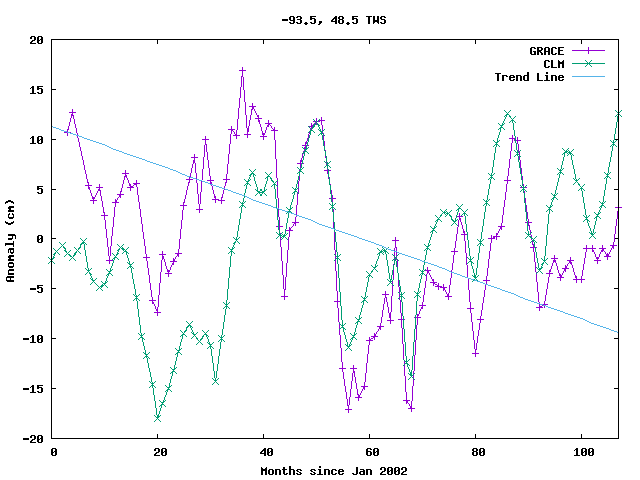 -93.5, 48.5 TWS
GRACE
CLM
Trend Line
20
15
10
5
0
-5
-10
-15
-20
Anomaly (cm)
0 20 40 60 80 100
Months since Jan 2002